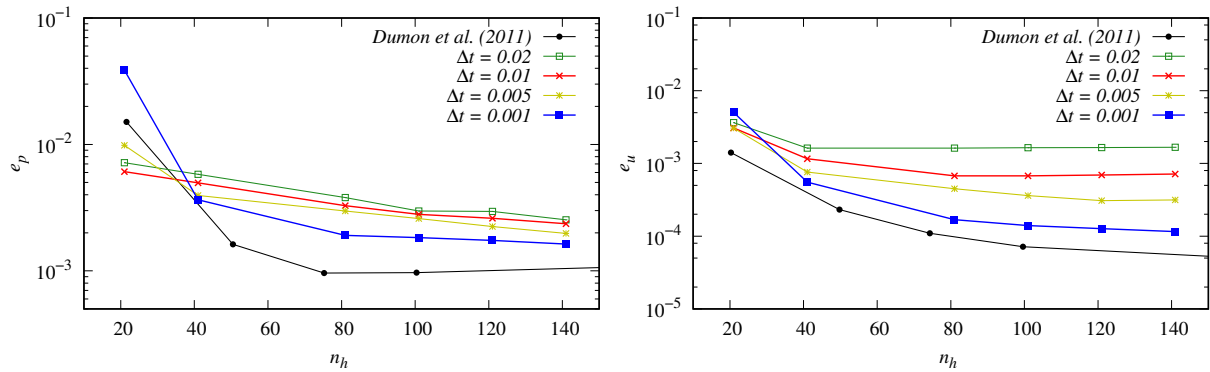 10⁻¹
10⁻²
10⁻³
e_p
Dumon et al. (2011)
Δt = 0.02
Δt = 0.01
Δt = 0.005
Δt = 0.001
20 40 60 80 100 120 140
n_h
10⁻¹
10⁻²
10⁻³
10⁻⁴
10⁻⁵
e_u
Dumon et al. (2011)
Δt = 0.02
Δt = 0.01
Δt = 0.005
Δt = 0.001
20 40 60 80 100 120 140
n_h